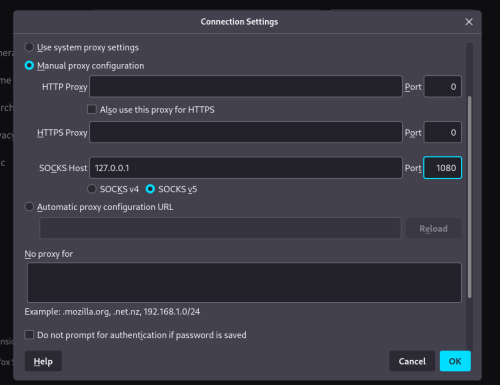 Connection Settings
Use system proxy settings
Manual proxy configuration
HTTP Proxy Port 0
Also use this proxy for HTTPS
HTTPS Proxy Port 0
SOCKS Host 127.0.0.1 Port 1080
SOCKS v4 SOCKS v5
Automatic proxy configuration URL
Reload
No proxy for
Example: .mozilla.org, .net.nz, 192.168.1.0/24
Do not prompt for authentication if password is saved
Help Cancel OK